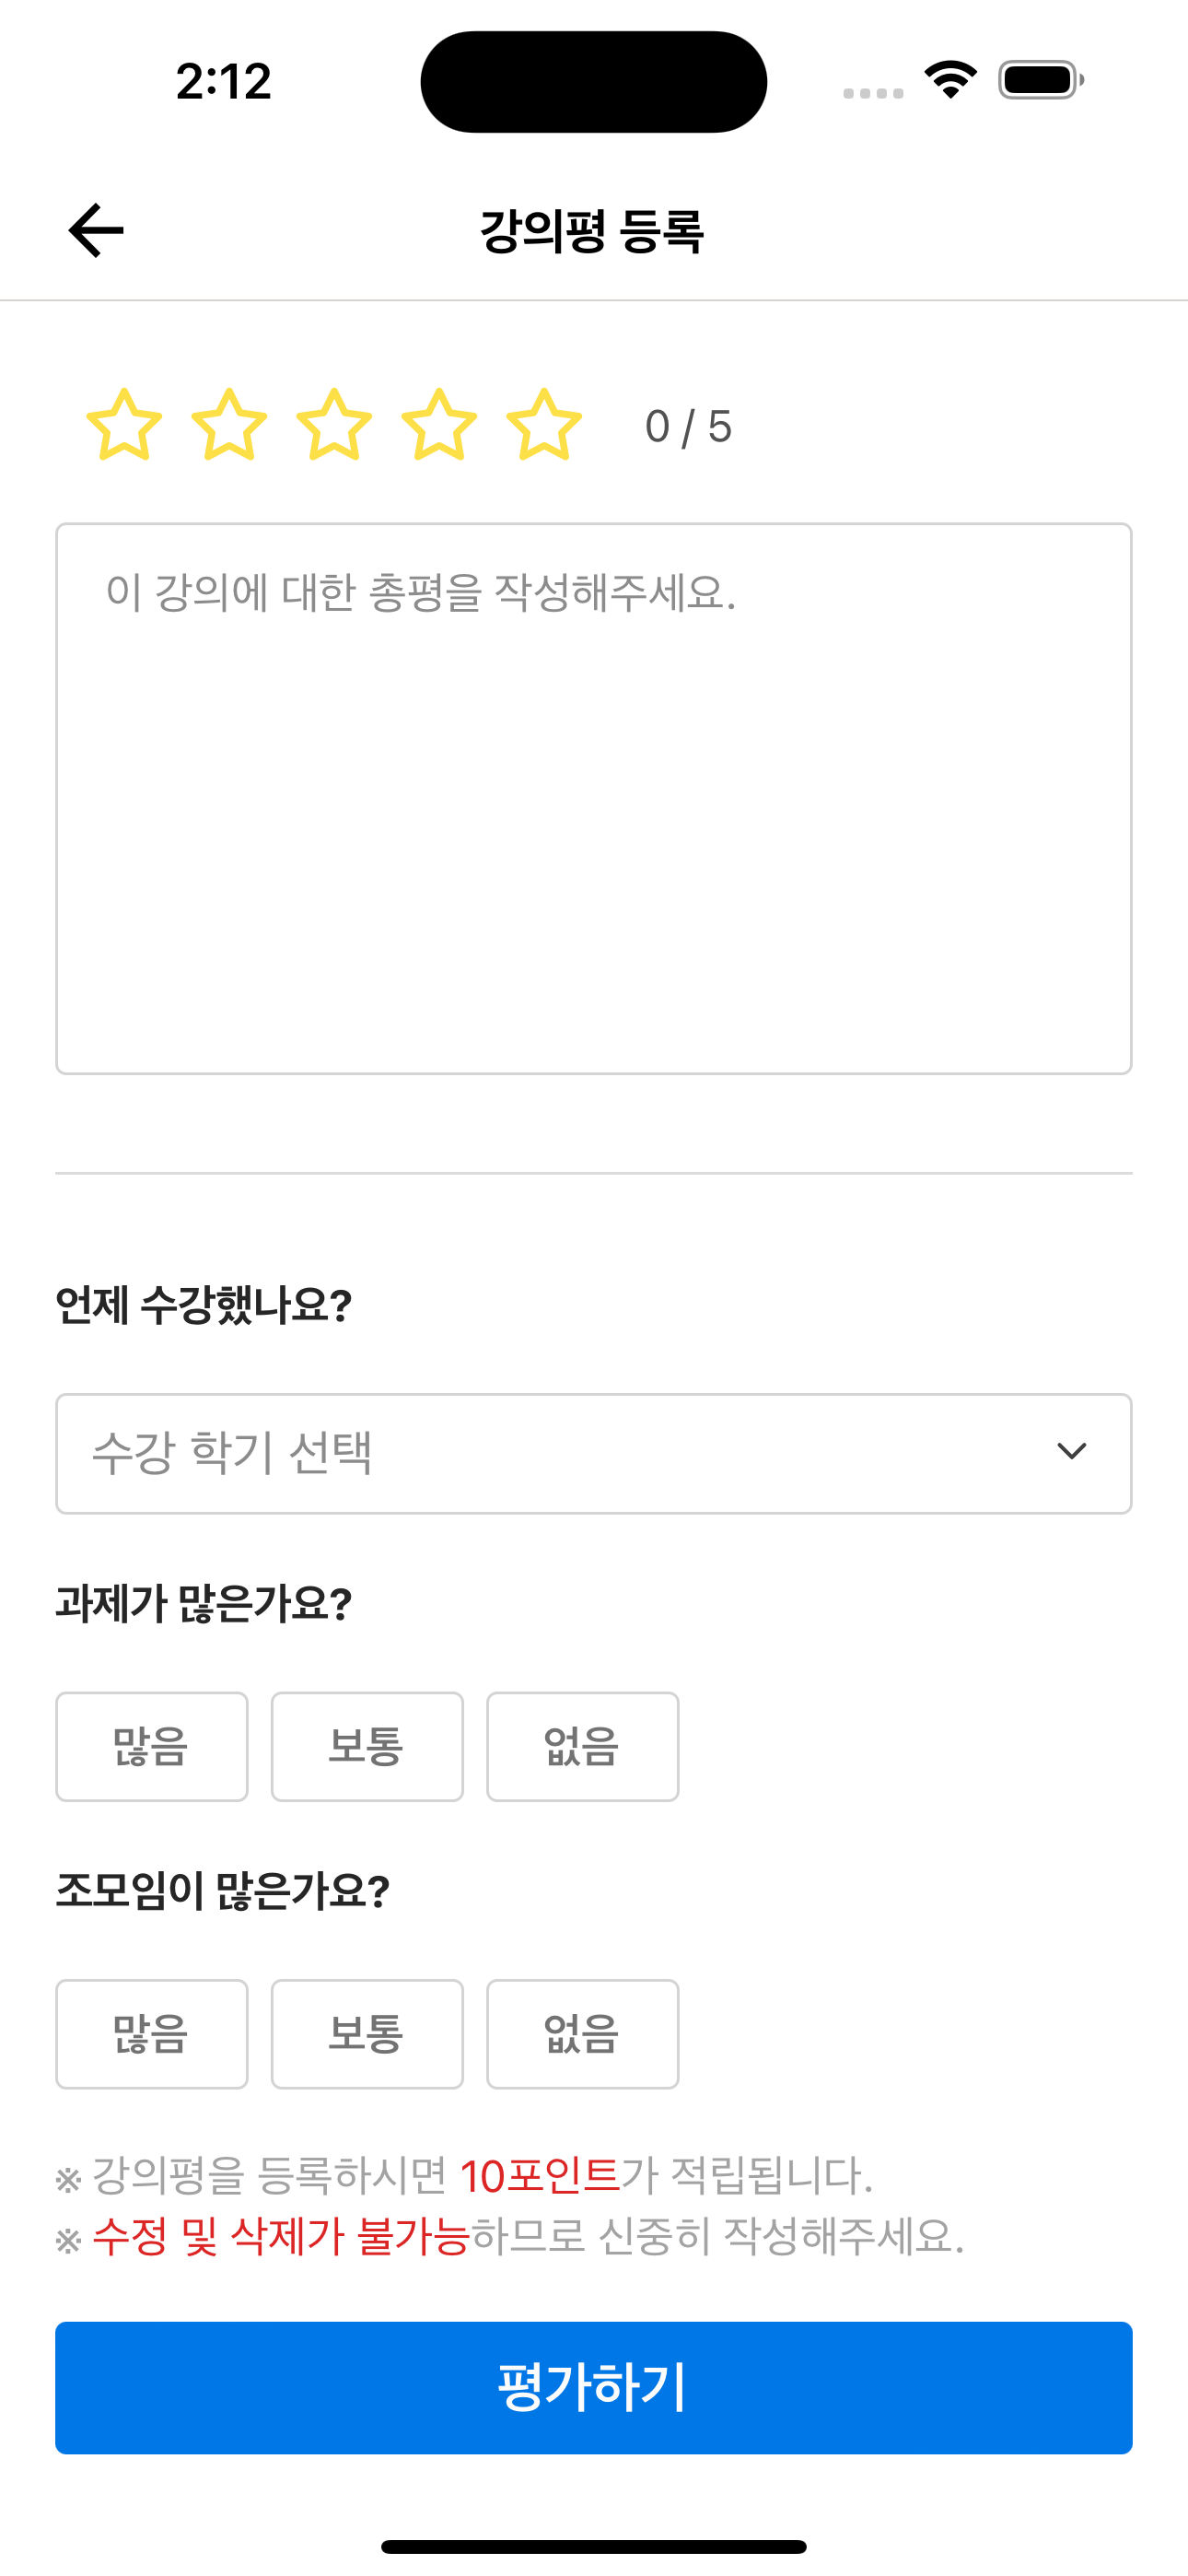 2:12
강의평 등록
0 / 5
이 강의에 대한 총평을 작성해주세요.
언제 수강했나요?
수강 학기 선택
과제가 많은가요?
많음 보통 없음
조모임이 많은가요?
많음 보통 없음
※ 강의평을 등록하시면 10포인트가 적립됩니다.
※ 수정 및 삭제가 불가능하므로 신중히 작성해주세요.
평가하기